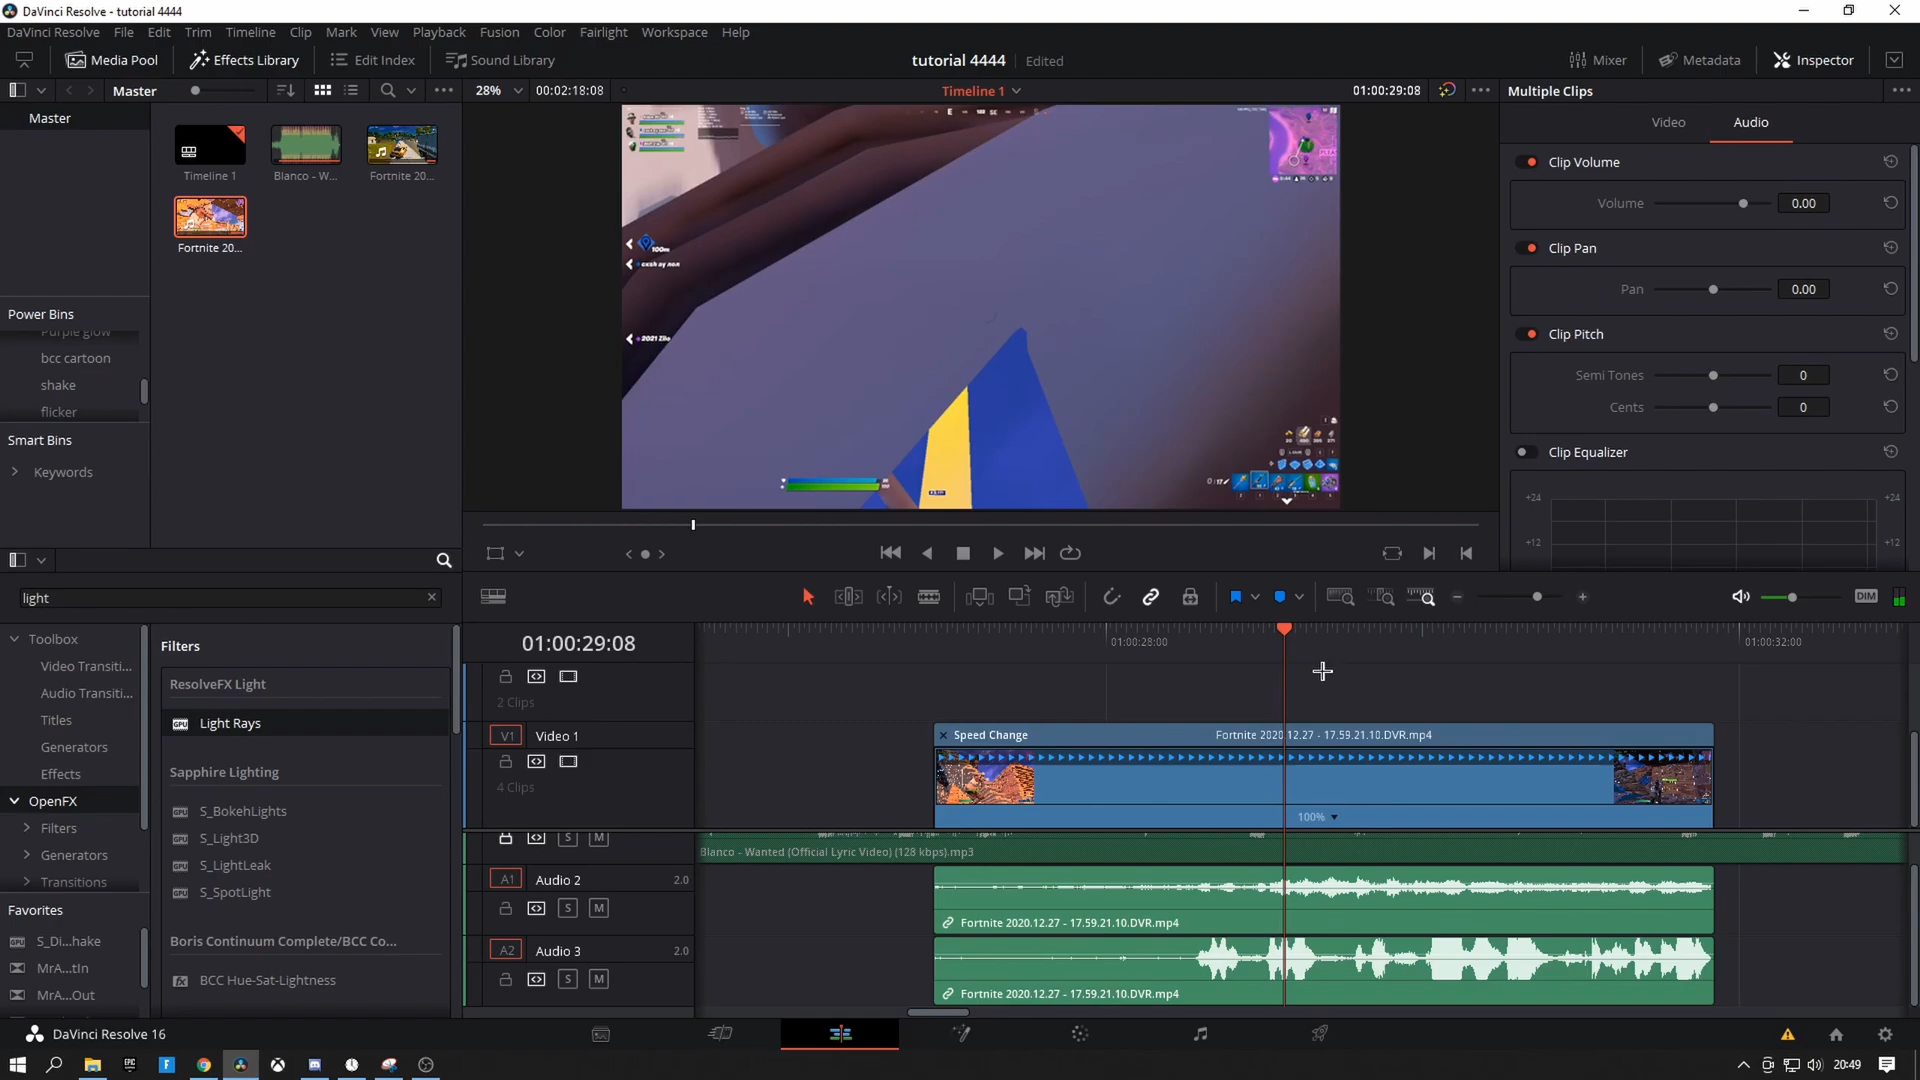 DaVinci Resolve - tutorial 4444
DaVinci Resolve File Edit Trim Timeline Clip Mark View Playback Fusion Color Fairlight Workspace Help
Media Pool Effects Library Edit Index Sound Library tutorial 4444 Edited Mixer Metadata Inspector
Master 28% 00:02:18:08 Timeline 1 01:00:29:08 Multiple Clips
Master
Video Audio
Timeline 1 Blanco - W... Fortnite 20...
Clip Volume
Volume 0.00
Fortnite 20...
Clip Pan
Pan 0.00
100m
2021 Zilo
Power Bins
Purple glow
bcc cartoon
shake
flicker
Clip Pitch
Semi Tones 0
Cents 0
Smart Bins
Keywords
Clip Equalizer
+24 +24
+12 +12
light
Toolbox
Video Transiti...
Audio Transiti...
Titles
Generators
Effects
OpenFX
Filters
Generators
Transitions
Favorites
S_Di...hake
MrA...tIn
MrA...Out
Filters
ResolveFX Light
Light Rays
Sapphire Lighting
S_BokehLights
S_Light3D
S_LightLeak
S_SpotLight
Boris Continuum Complete/BCC Co...
BCC Hue-Sat-Lightness
DIM
01:00:29:08 01:00:28:00 01:00:32:00
2 Clips
V1 Video 1
4 Clips
Speed Change Fortnite 2020.12.27 - 17.59.21.10.DVR.mp4
100%
S M
Blanco - Wanted (Official Lyric Video) (128 kbps).mp3
A1 Audio 2 2.0
S M
Fortnite 2020.12.27 - 17.59.21.10.DVR.mp4
A2 Audio 3 2.0
S M
Fortnite 2020.12.27 - 17.59.21.10.DVR.mp4
DaVinci Resolve 16
EPIC F 20:49